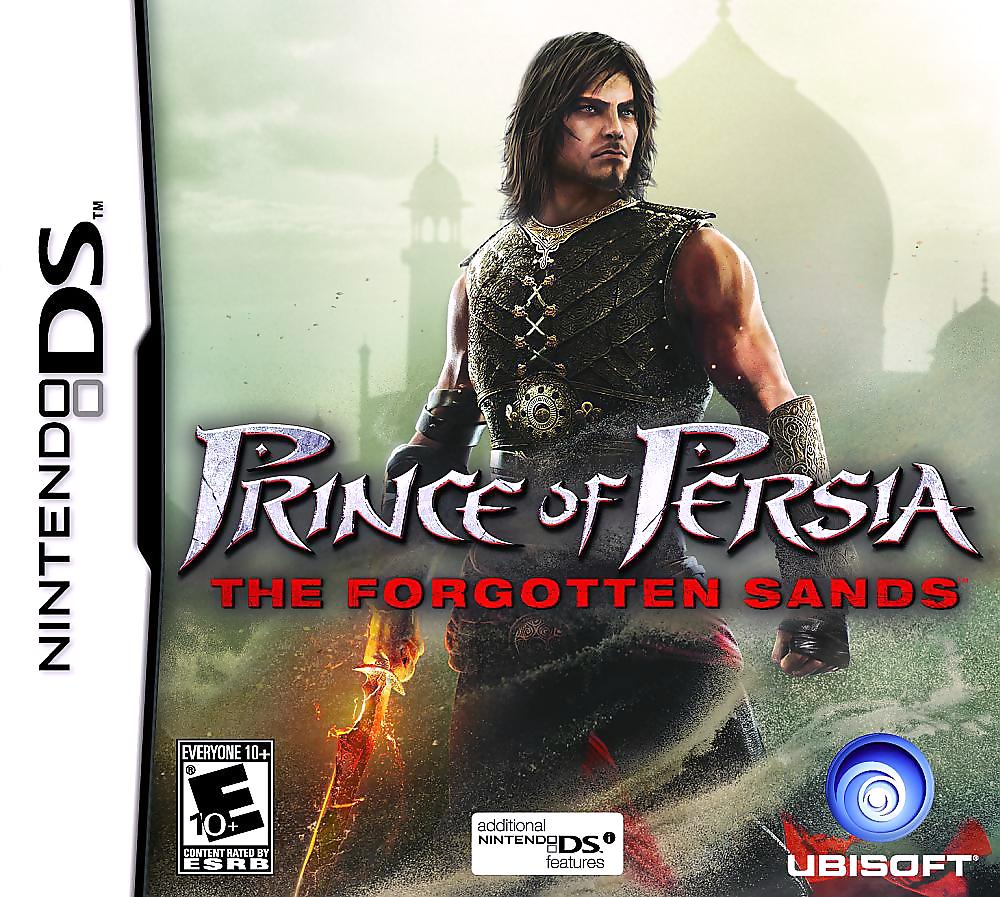 NINTENDO DS™
PRINCE OF PERSIA
THE FORGOTTEN SANDS™
EVERYONE 10+
®
E
10+
CONTENT RATED BY
ESRB
additional
NINTENDO DSi
features
UBISOFT®